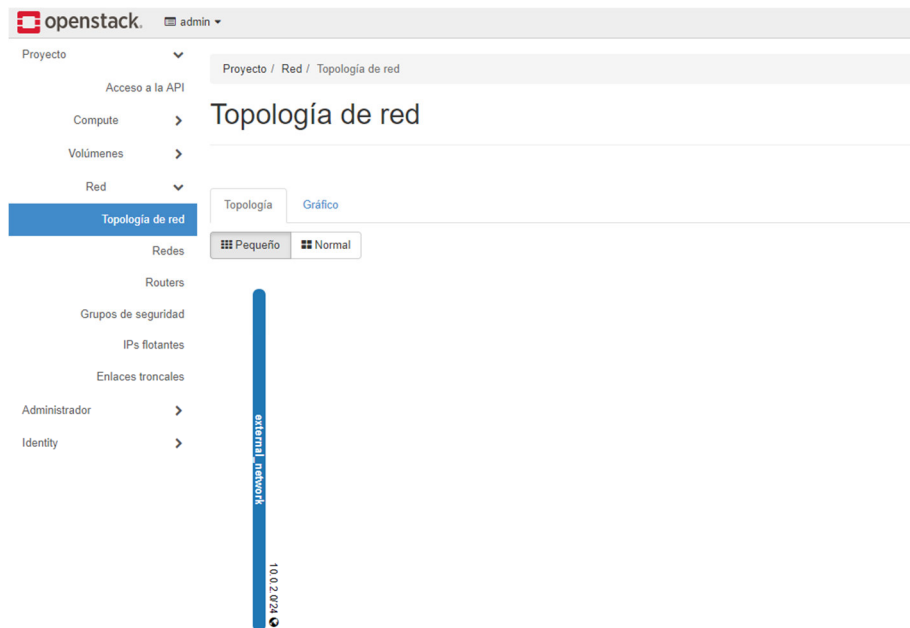 openstack. admin
Proyecto
Acceso a la API
Compute
Volúmenes
Red
Topología de red
Redes
Routers
Grupos de seguridad
IPs flotantes
Enlaces troncales
Administrador
Identity
Proyecto / Red / Topología de red
Topología de red
Topología Gráfico
Pequeño Normal
external_network
10.0.2.0/24